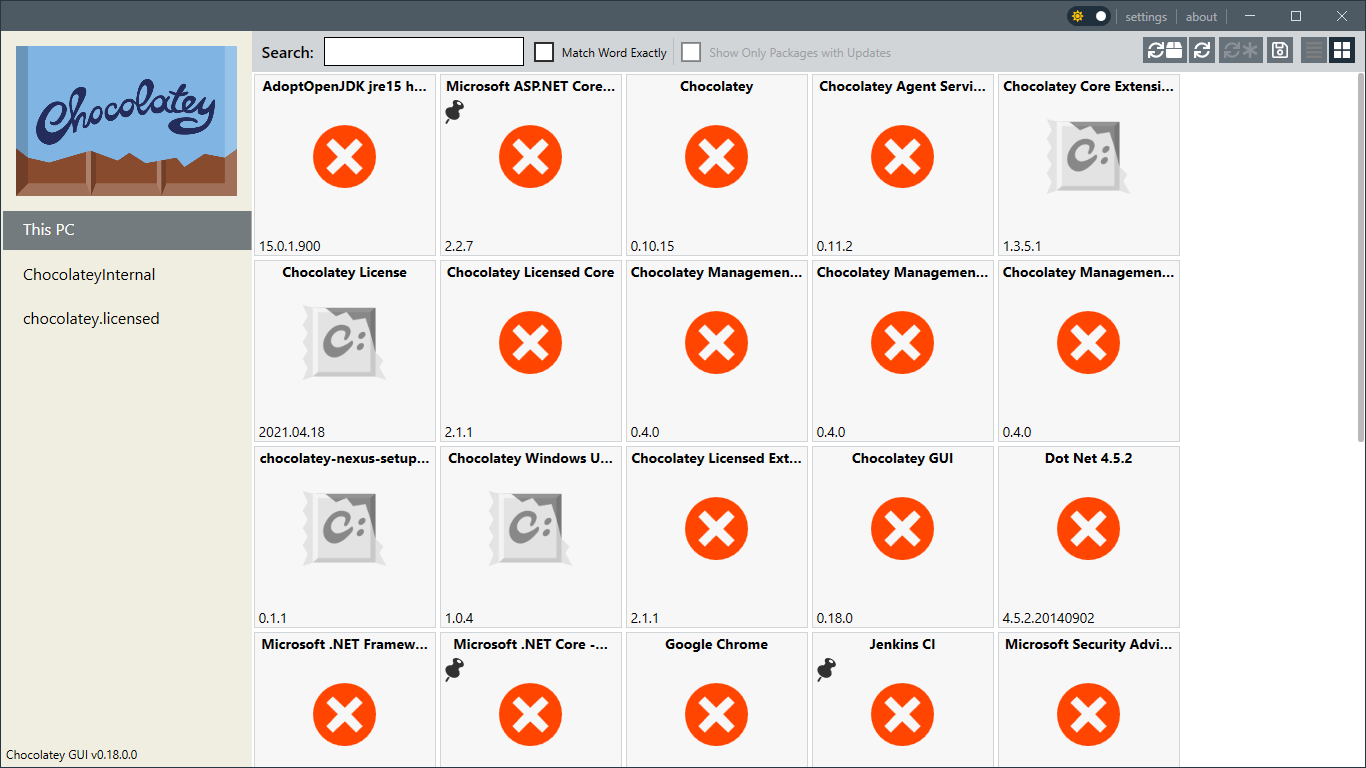 settings
about
Chocolatey
This PC
ChocolateyInternal
chocolatey.licensed
Chocolatey GUI v0.18.0.0
Search:
Match Word Exactly
Show Only Packages with Updates
AdoptOpenJDK jre15 h...
15.0.1.900
Microsoft ASP.NET Core...
2.2.7
Chocolatey
0.10.15
Chocolatey Agent Servi...
0.11.2
Chocolatey Core Extensi...
C:
1.3.5.1
Chocolatey License
C:
2021.04.18
Chocolatey Licensed Core
2.1.1
Chocolatey Managemen...
0.4.0
Chocolatey Managemen...
0.4.0
Chocolatey Managemen...
0.4.0
chocolatey-nexus-setup...
C:
0.1.1
Chocolatey Windows U...
C:
1.0.4
Chocolatey Licensed Ext...
2.1.1
Chocolatey GUI
0.18.0
Dot Net 4.5.2
4.5.2.20140902
Microsoft .NET Framew...
Microsoft .NET Core -...
Google Chrome
Jenkins CI
Microsoft Security Advi...